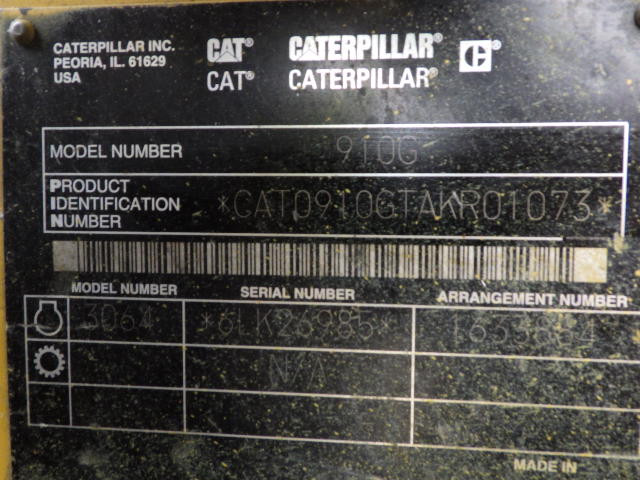 CATERPILLAR INC.
PEORIA, IL. 61629
USA
CAT® CATERPILLAR®
CAT® CATERPILLAR®
MODEL NUMBER 910G
PRODUCT IDENTIFICATION NUMBER *CAT0910GTAKR01073*
MODEL NUMBER SERIAL NUMBER ARRANGEMENT NUMBER
3064 *6LK26985*
N/A
MADE IN